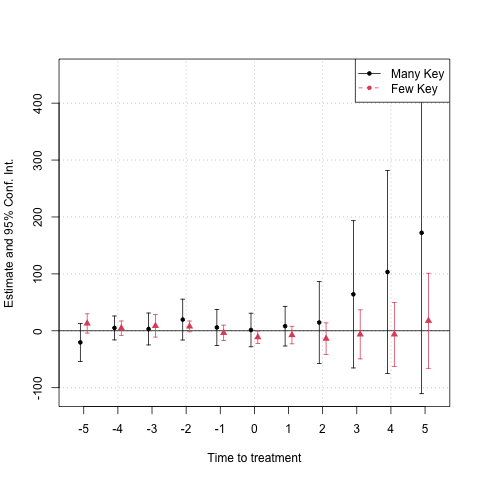 Many Key
Few Key
Estimate and 95% Conf. Int.
400
300
200
100
0
-100
-5 -4 -3 -2 -1 0 1 2 3 4 5
Time to treatment